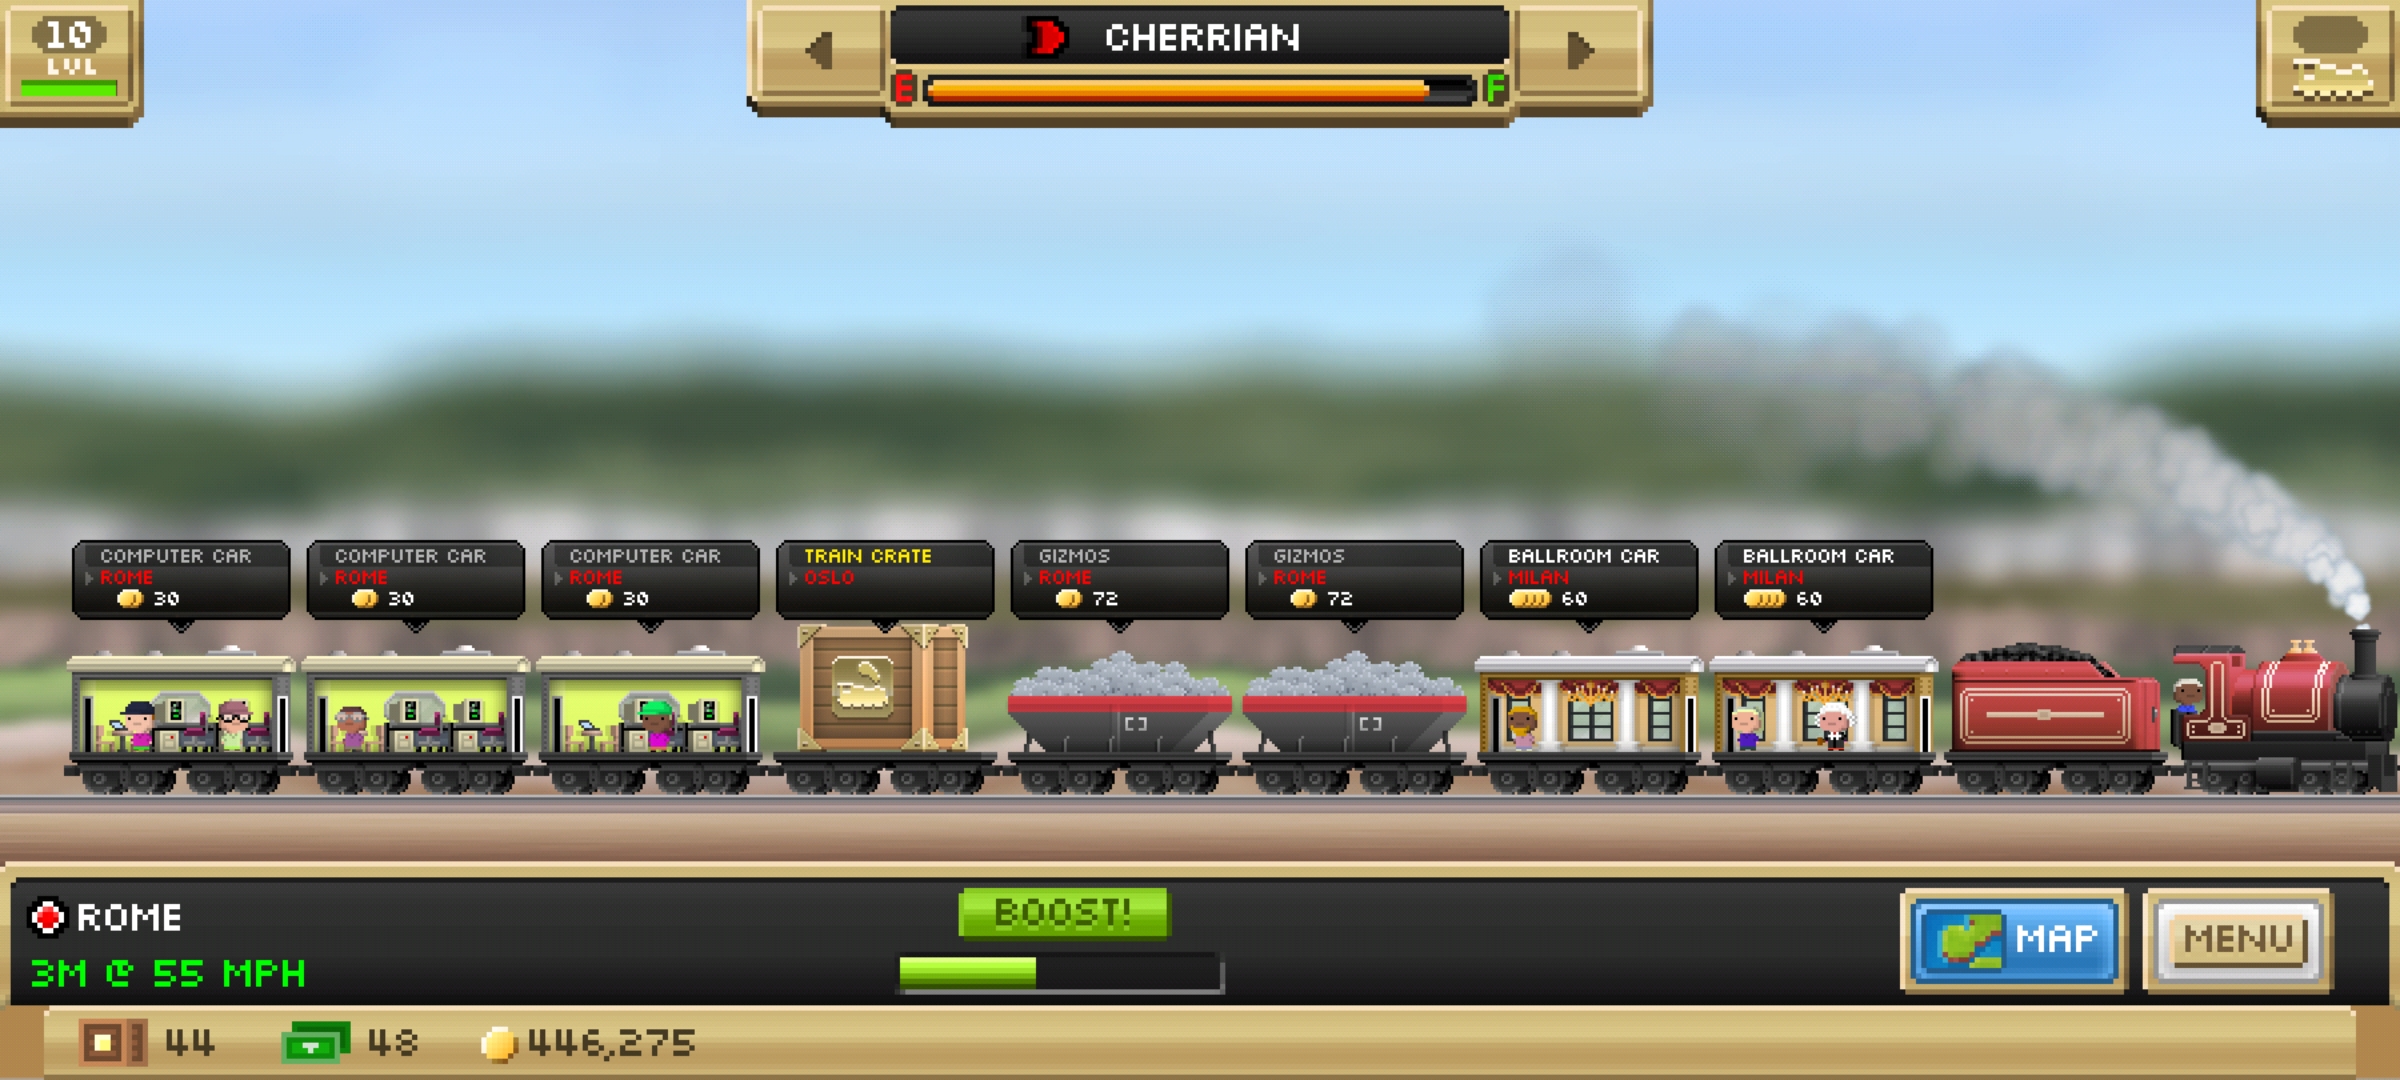 10
LVL
CHERRIAN
E F
COMPUTER CAR
ROME
30
COMPUTER CAR
ROME
30
COMPUTER CAR
ROME
30
TRAIN CRATE
OSLO
GIZMOS
ROME
72
GIZMOS
ROME
72
BALLROOM CAR
MILAN
60
BALLROOM CAR
MILAN
60
ROME
3M @ 55 MPH
BOOST!
MAP
MENU
44
48
446,275